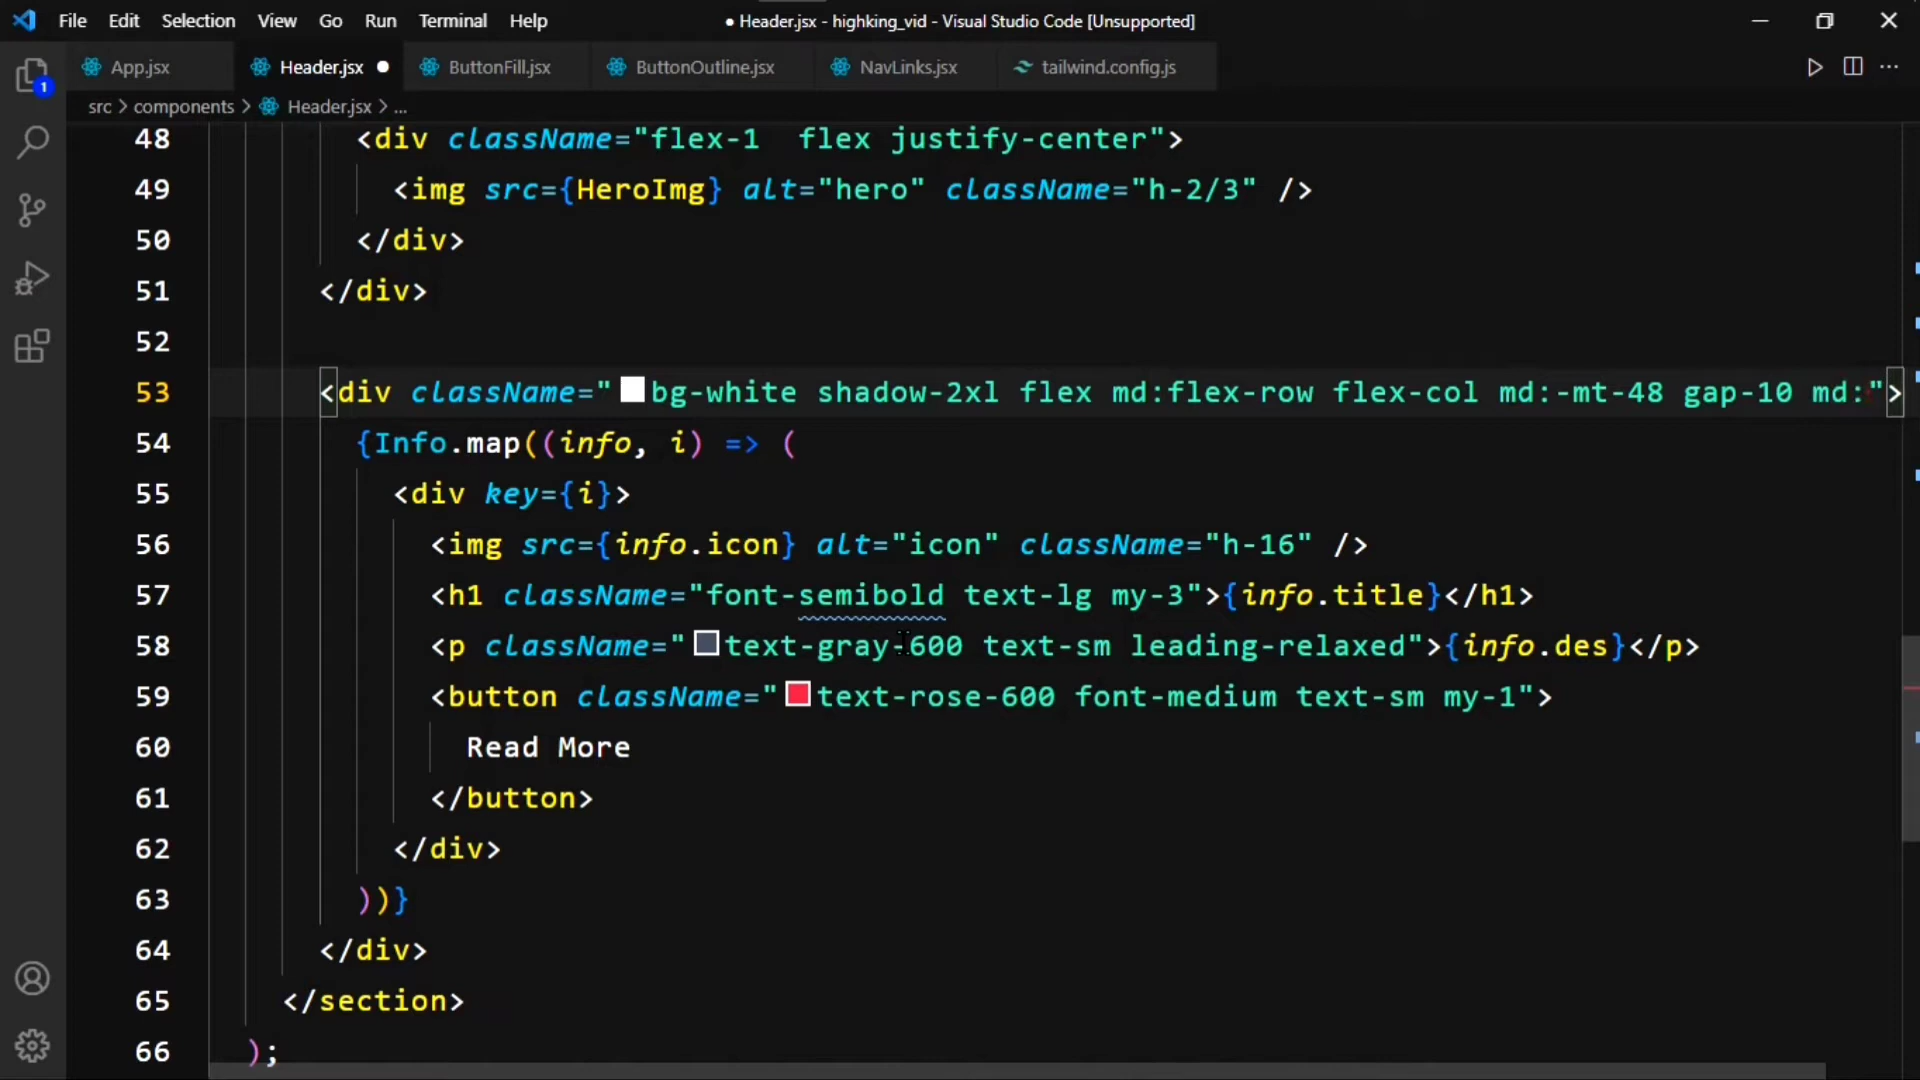 File Edit Selection View Go Run Terminal Help
● Header.jsx - highking_vid - Visual Studio Code [Unsupported]
App.jsx Header.jsx ButtonFill.jsx ButtonOutline.jsx NavLinks.jsx tailwind.config.js
1
src > components > Header.jsx > ...
48 <div className="flex-1  flex justify-center">
49 <img src={HeroImg} alt="hero" className="h-2/3" />
50 </div>
51 </div>
52
53 <div className="bg-white shadow-2xl flex md:flex-row flex-col md:-mt-48 gap-10 md:">
54 {Info.map((info, i) => (
55 <div key={i}>
56 <img src={info.icon} alt="icon" className="h-16" />
57 <h1 className="font-semibold text-lg my-3">{info.title}</h1>
58 <p className="text-gray-600 text-sm leading-relaxed">{info.des}</p>
59 <button className="text-rose-600 font-medium text-sm my-1">
60 Read More
61 </button>
62 </div>
63 ))}
64 </div>
65 </section>
66 );